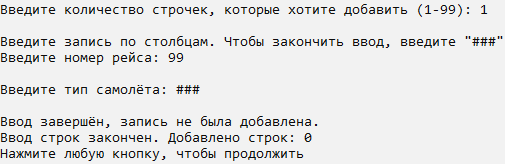 Введите количество строчек, которые хотите добавить (1-99): 1
Введите запись по столбцам. Чтобы закончить ввод, введите "###"
Введите номер рейса: 99
Введите тип самолёта: ###
Ввод завершён, запись не была добавлена.
Ввод строк закончен. Добавлено строк: 0
Нажмите любую кнопку, чтобы продолжить